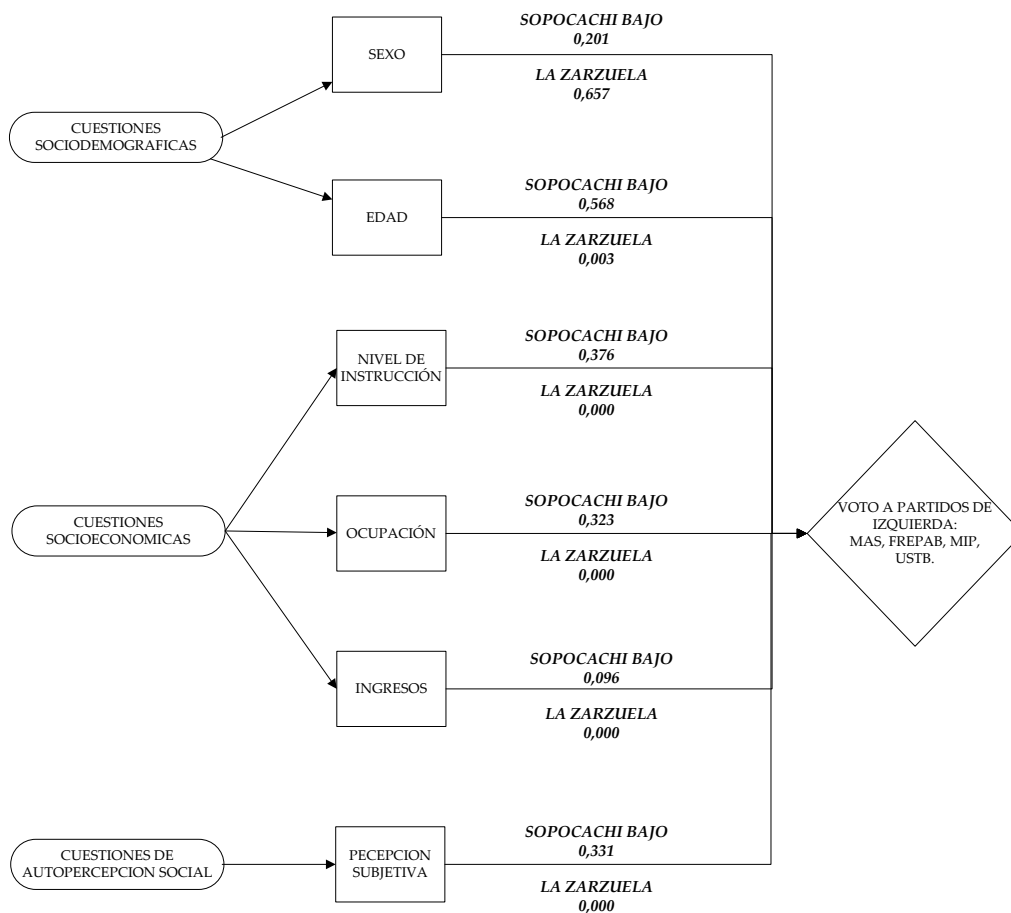 SOPOCACHI BAJO
0,201
SEXO
LA ZARZUELA
0,657
CUESTIONES
SOCIODEMOGRAFICAS
SOPOCACHI BAJO
0,568
EDAD
LA ZARZUELA
0,003
SOPOCACHI BAJO
0,376
NIVEL DE
INSTRUCCIÓN
LA ZARZUELA
0,000
CUESTIONES
SOCIOECONOMICAS
SOPOCACHI BAJO
0,323
OCUPACIÓN
LA ZARZUELA
0,000
VOTO A PARTIDOS DE
IZQUIERDA:
MAS, FREPAB, MIP,
USTB.
SOPOCACHI BAJO
0,096
INGRESOS
LA ZARZUELA
0,000
CUESTIONES DE
AUTOPERCEPCION SOCIAL
SOPOCACHI BAJO
0,331
PECEPCION
SUBJETIVA
LA ZARZUELA
0,000